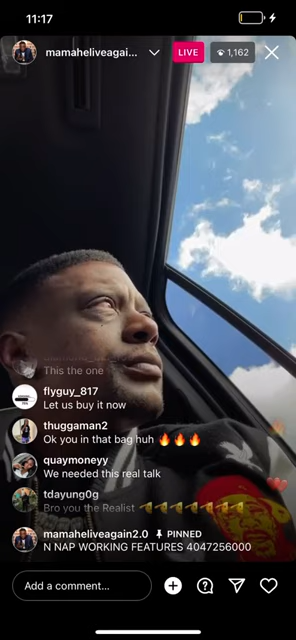 11:17
mamaheliveagai...
LIVE
1,162
This the one
flyguy_817
Let us buy it now
thuggaman2
Ok you in that bag huh 🔥🔥🔥
quaymoneyy
We needed this real talk
tdayung0g
Bro you the Realist
mamaheliveagain2.0 PINNED
N NAP WORKING FEATURES 4047256000
Add a comment...